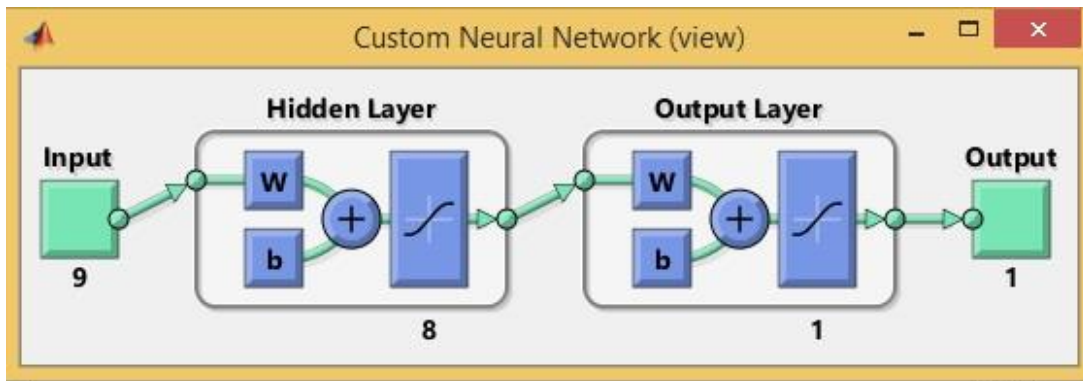 Custom Neural Network (view)
Hidden Layer
Output Layer
Input
Output
W
+
b
W
+
b
9
8
1
1